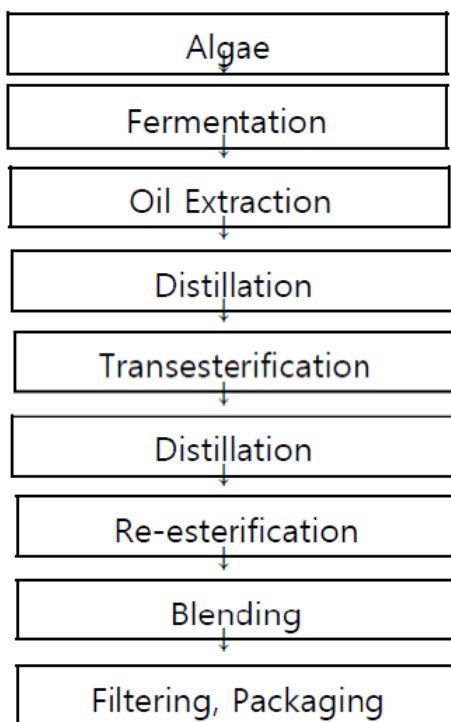 Algae
↓
Fermentation
↓
Oil Extraction
↓
Distillation
↓
Transesterification
↓
Distillation
↓
Re-esterification
↓
Blending
↓
Filtering, Packaging